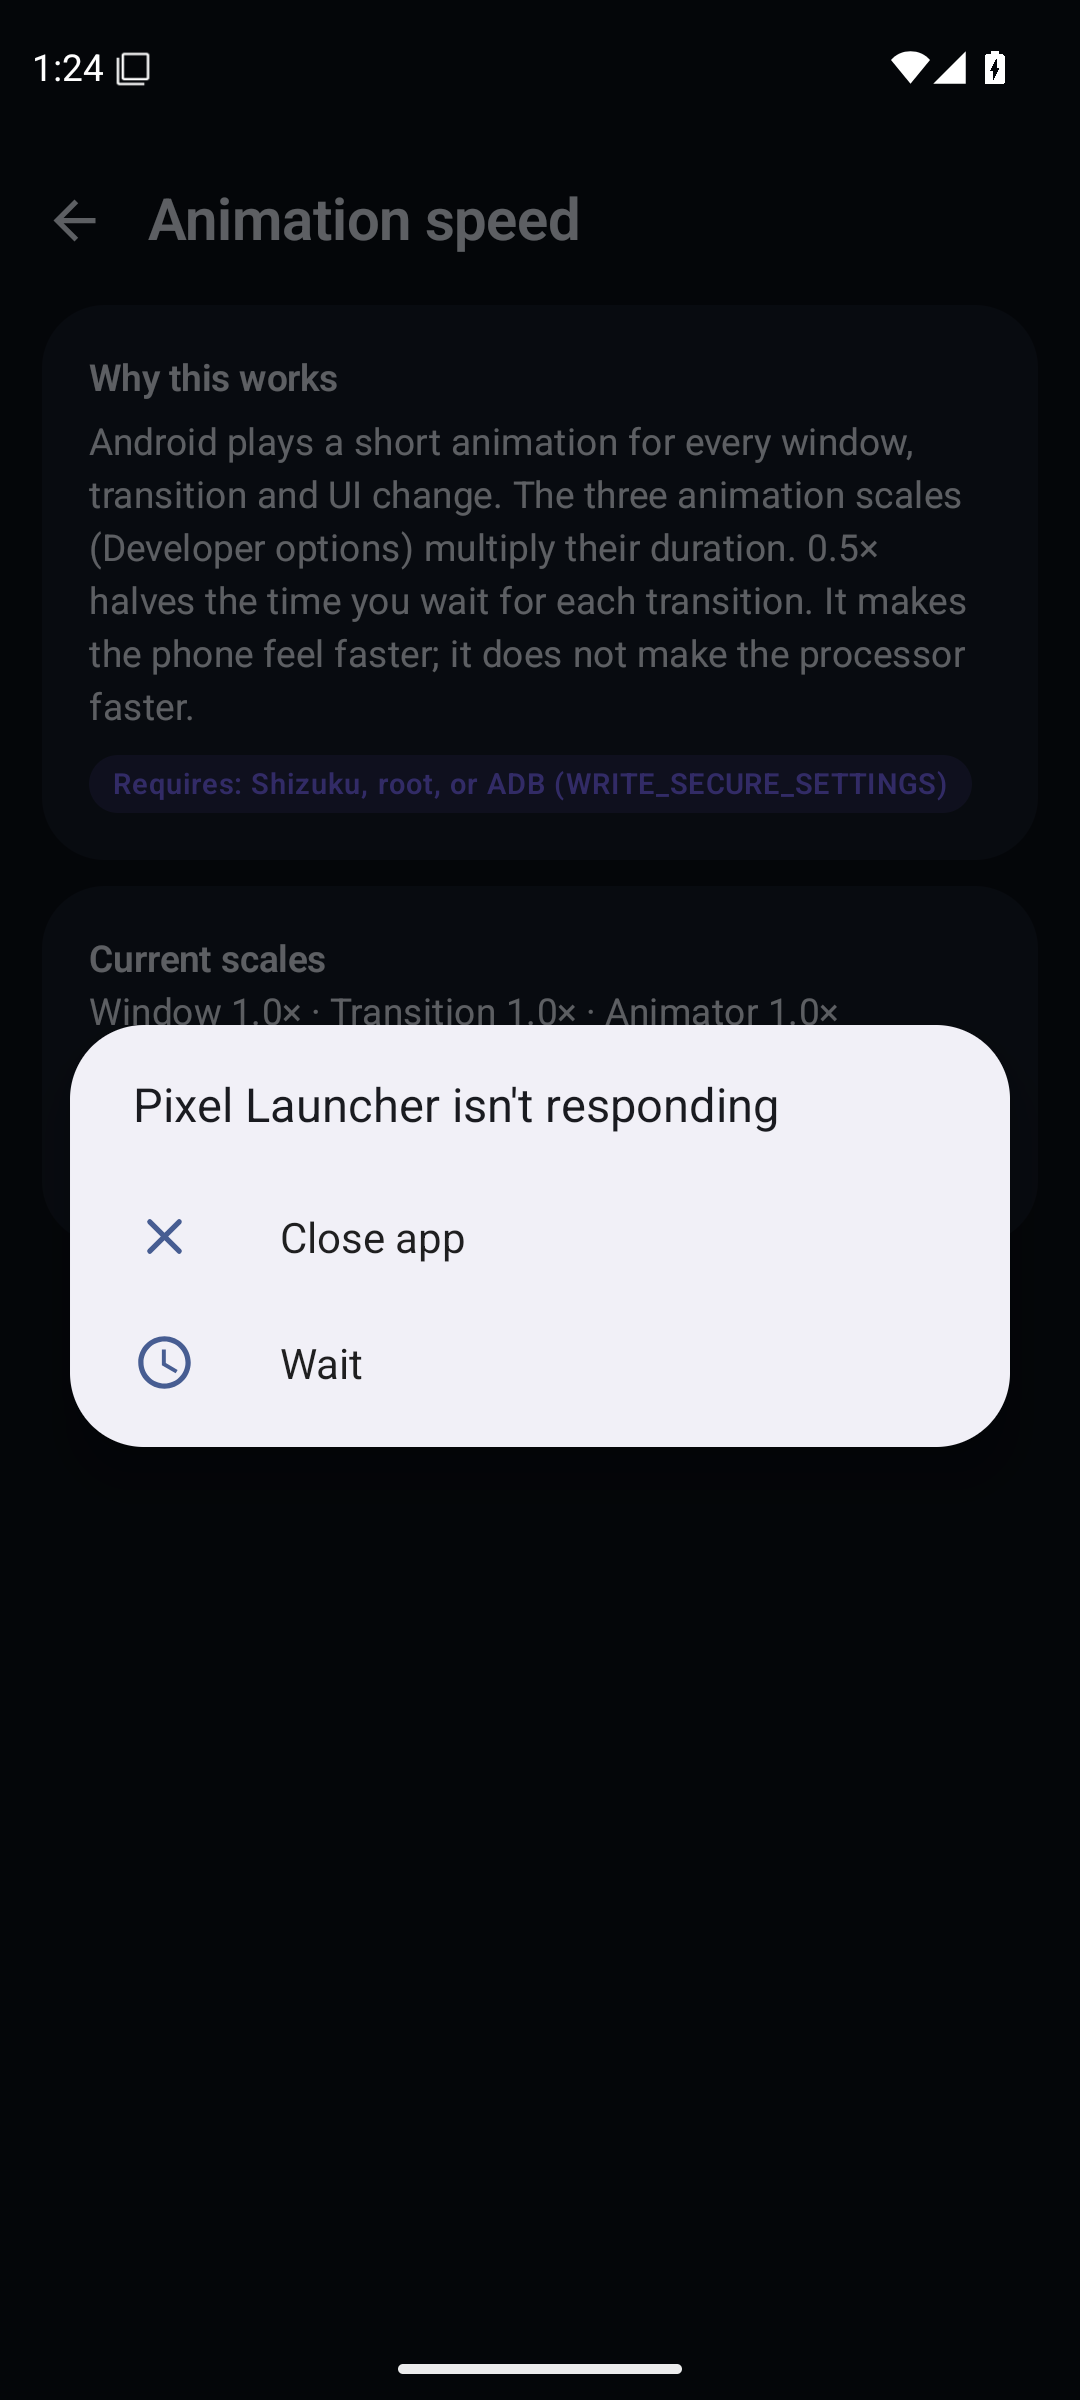 1:24
Animation speed
Why this works
Android plays a short animation for every window,
transition and UI change. The three animation scales
(Developer options) multiply their duration. 0.5×
halves the time you wait for each transition. It makes
the phone feel faster; it does not make the processor
faster.
Requires: Shizuku, root, or ADB (WRITE_SECURE_SETTINGS)
Current scales
Window 1.0× · Transition 1.0× · Animator 1.0×
Pixel Launcher isn't responding
Close app
Wait